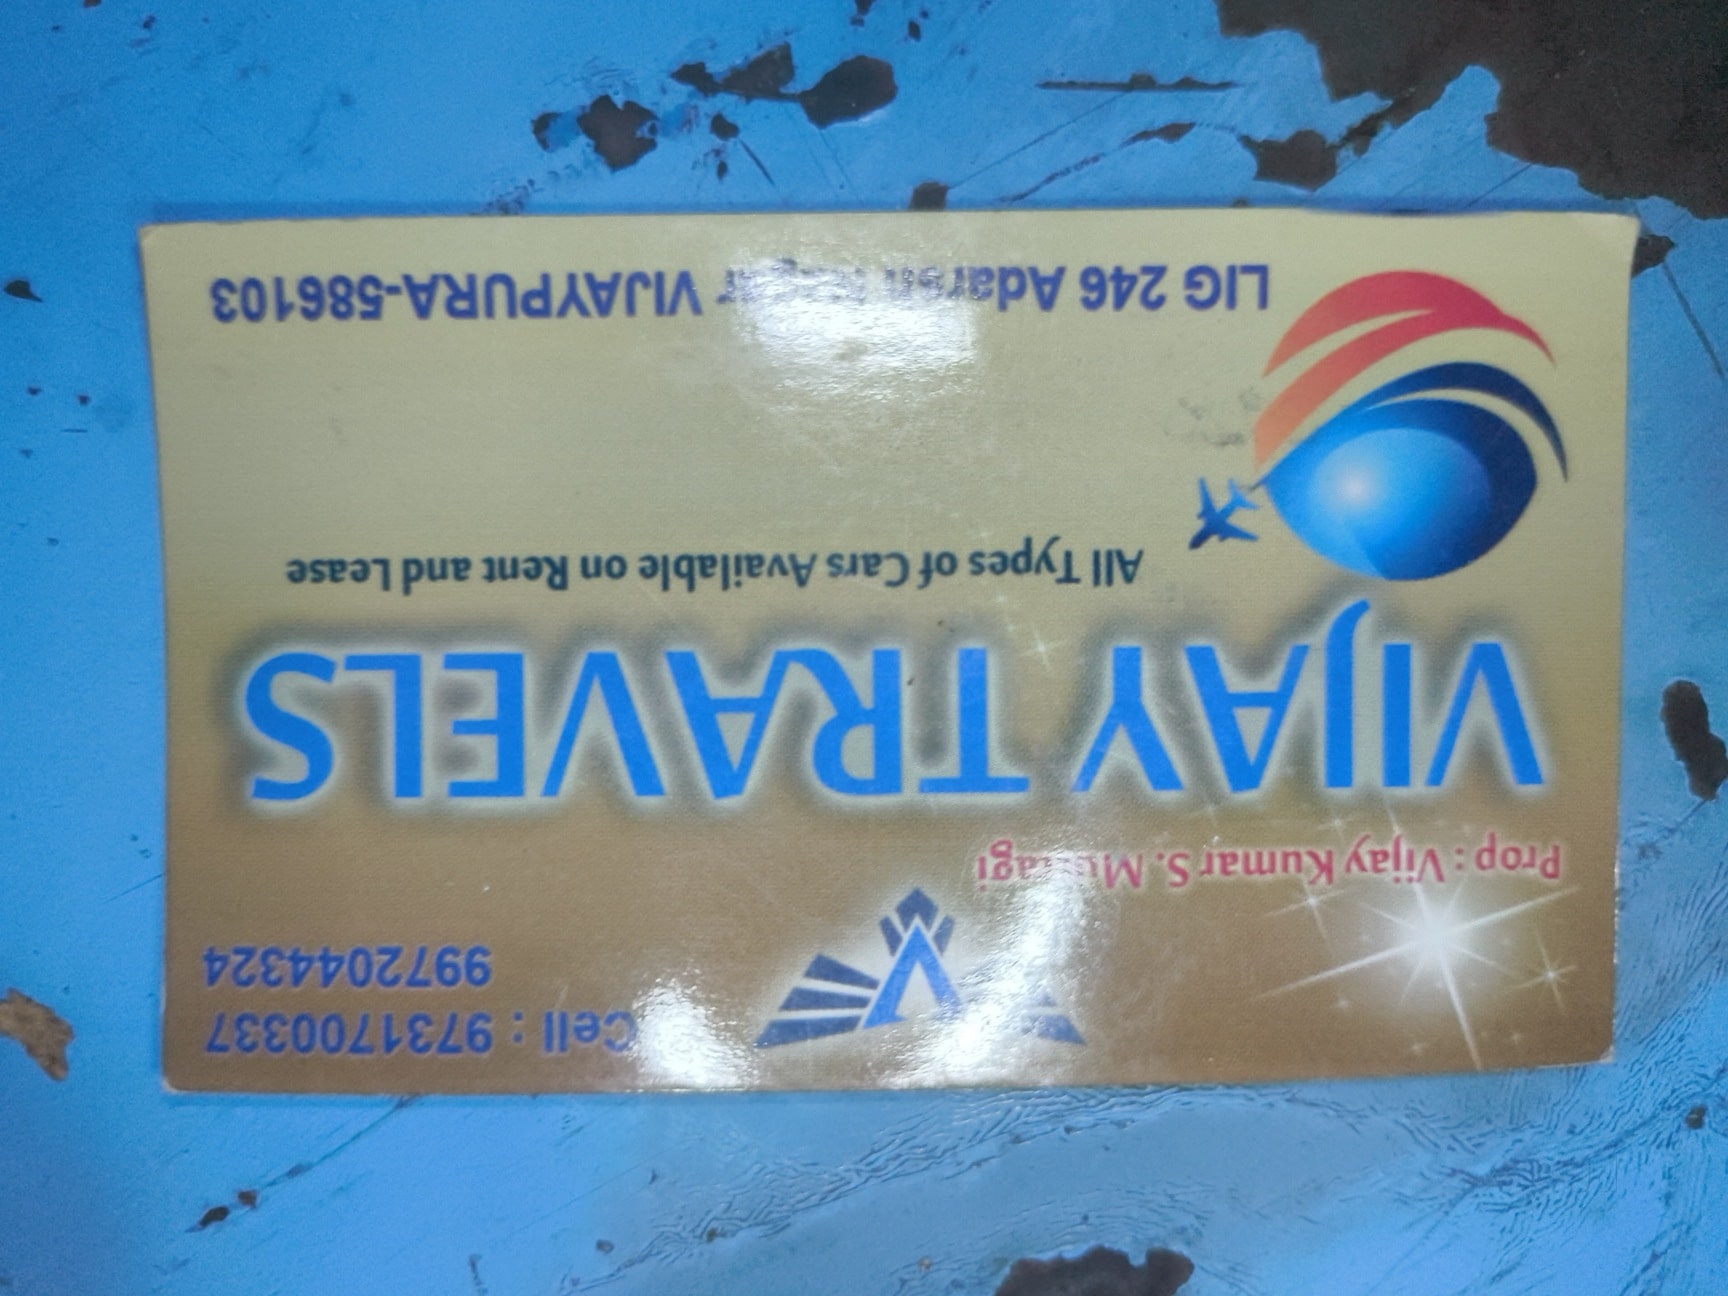 Cell : 9731700337
9972044324
Prop : Vijay Kumar S.
VIJAY TRAVELS
All Types of Cars Available on Rent and Lease
LIG 246 Adarsh Nagar VIJAYPURA-586103